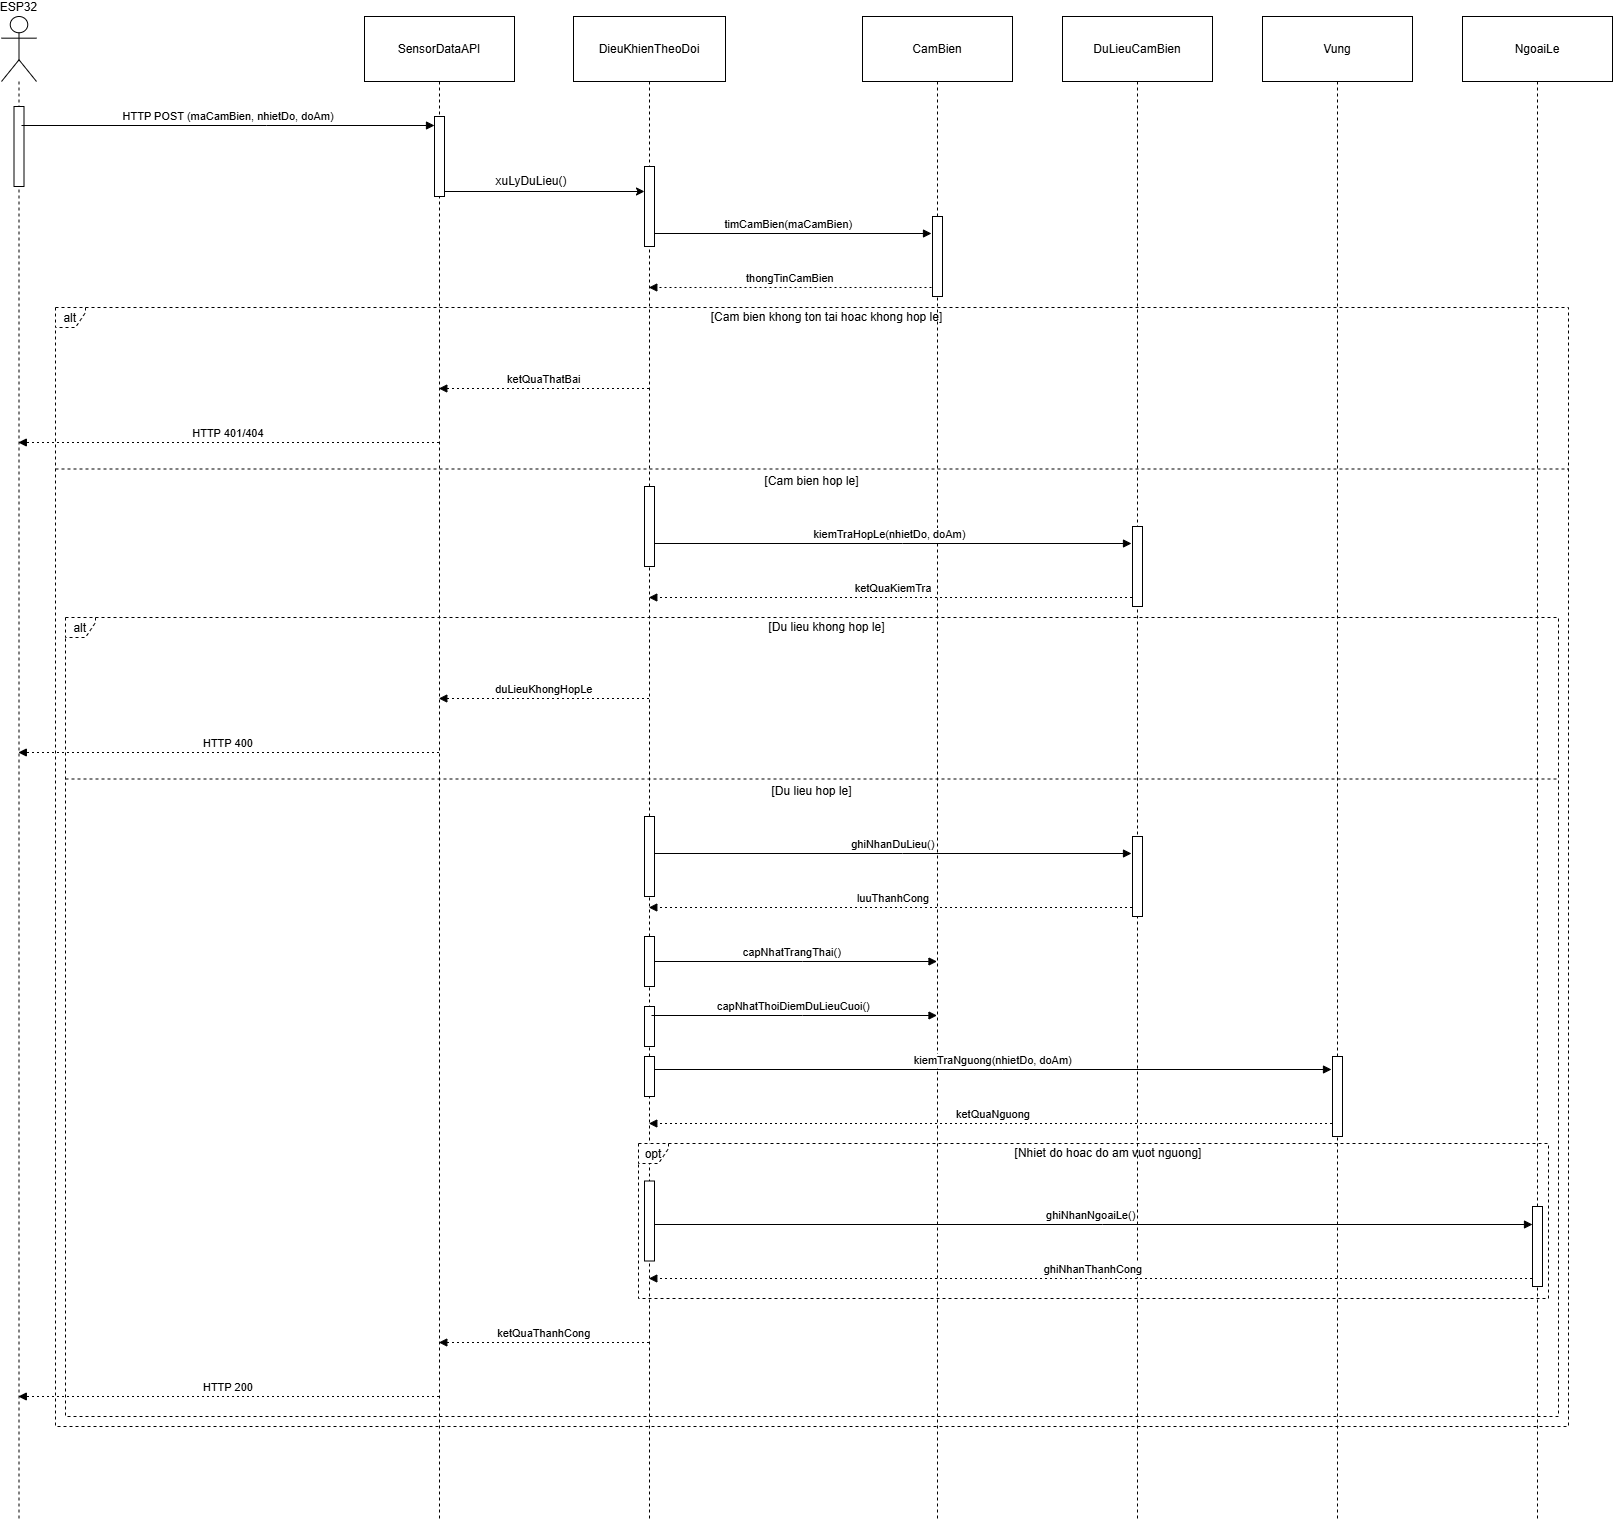 ESP32
SensorDataAPI
DieuKhienTheoDoi
CamBien
DuLieuCamBien
Vung
NgoaiLe
HTTP POST (maCamBien, nhietDo, doAm)
xuLyDuLieu()
timCamBien(maCamBien)
thongTinCamBien
alt
[Cam bien khong ton tai hoac khong hop le]
ketQuaThatBai
HTTP 401/404
[Cam bien hop le]
kiemTraHopLe(nhietDo, doAm)
ketQuaKiemTra
alt
[Du lieu khong hop le]
duLieuKhongHopLe
HTTP 400
[Du lieu hop le]
ghiNhanDuLieu()
luuThanhCong
capNhatTrangThai()
capNhatThoiDiemDuLieuCuoi()
kiemTraNguong(nhietDo, doAm)
ketQuaNguong
opt
[Nhiet do hoac do am vuot nguong]
ghiNhanNgoaiLe()
ghiNhanThanhCong
ketQuaThanhCong
HTTP 200